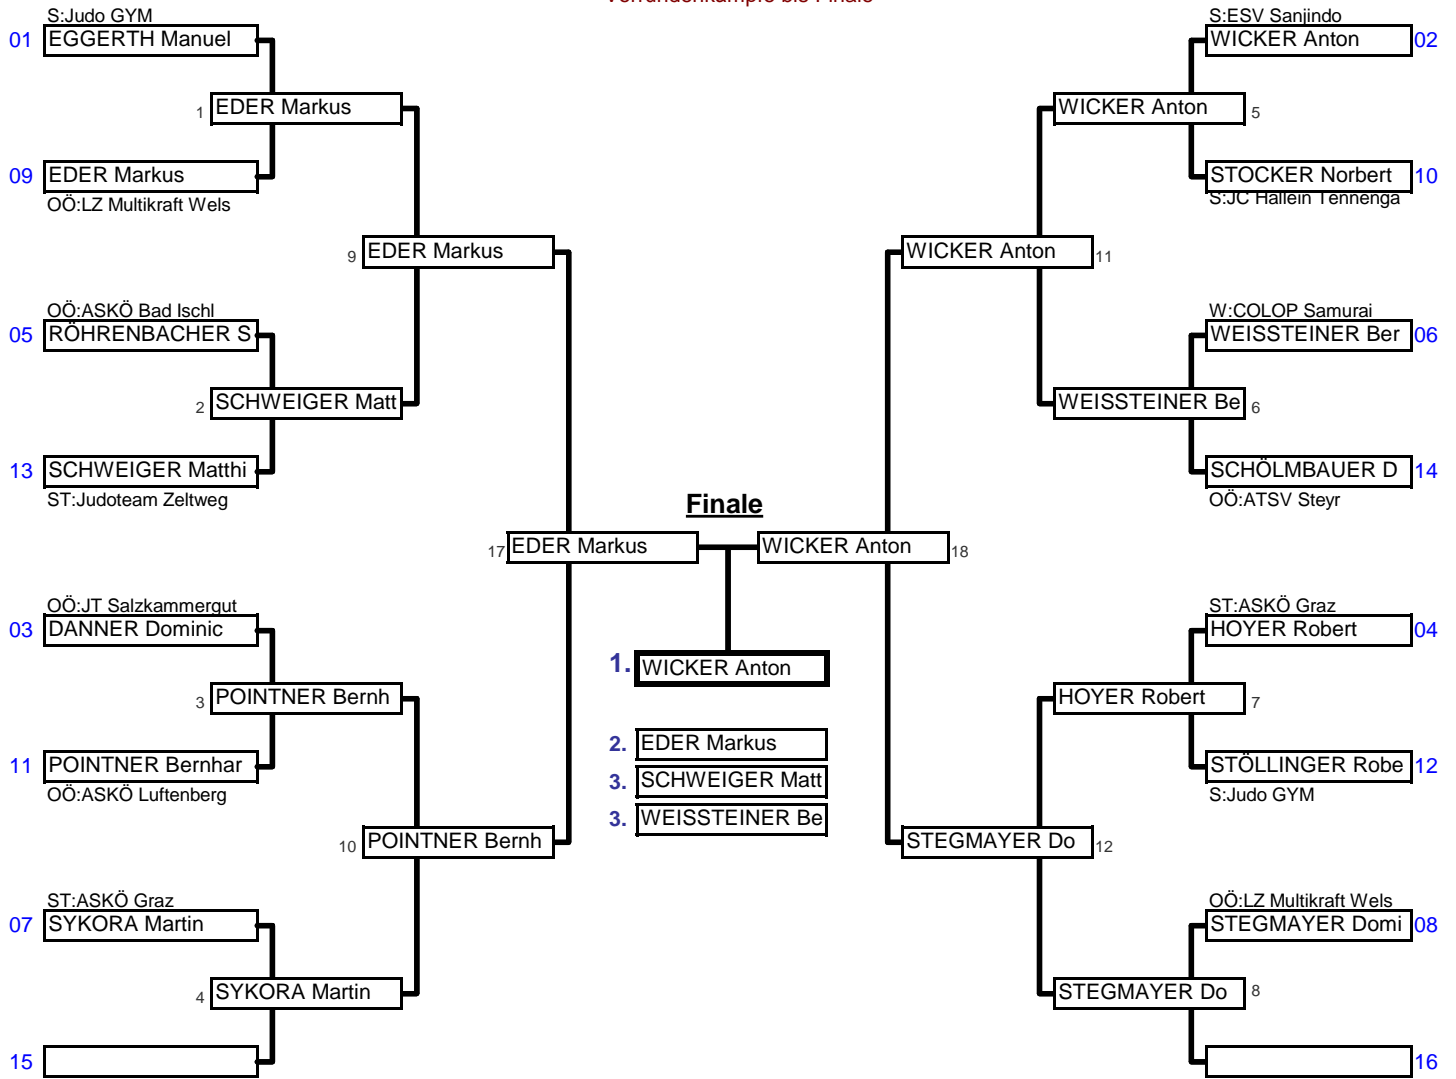 Vorrundenkämpfe bis Finale
S:Judo GYM
01 EGGERTH Manuel
1 EDER Markus
09 EDER Markus
OÖ:LZ Multikraft Wels
9 EDER Markus
OÖ:ASKÖ Bad Ischl
05 RÖHRENBACHER S
2 SCHWEIGER Matt
13 SCHWEIGER Matthi
ST:Judoteam Zeltweg
17 EDER Markus
OÖ:JT Salzkammergut
03 DANNER Dominic
3 POINTNER Bernh
11 POINTNER Bernhar
OÖ:ASKÖ Luftenberg
10 POINTNER Bernh
ST:ASKÖ Graz
07 SYKORA Martin
4 SYKORA Martin
15
Finale
1. WICKER Anton
2. EDER Markus
3. SCHWEIGER Matt
3. WEISSTEINER Be
S:ESV Sanjindo
WICKER Anton 02
WICKER Anton 5
STOCKER Norbert 10
S:JC Hallein Tennenga
WICKER Anton 11
W:COLOP Samurai
WEISSTEINER Ber 06
WEISSTEINER Be 6
SCHÖLMBAUER D 14
OÖ:ATSV Steyr
WICKER Anton 18
ST:ASKÖ Graz
HOYER Robert 04
HOYER Robert 7
STÖLLINGER Robe 12
S:Judo GYM
STEGMAYER Do 12
OÖ:LZ Multikraft Wels
STEGMAYER Domi 08
STEGMAYER Do 8
16